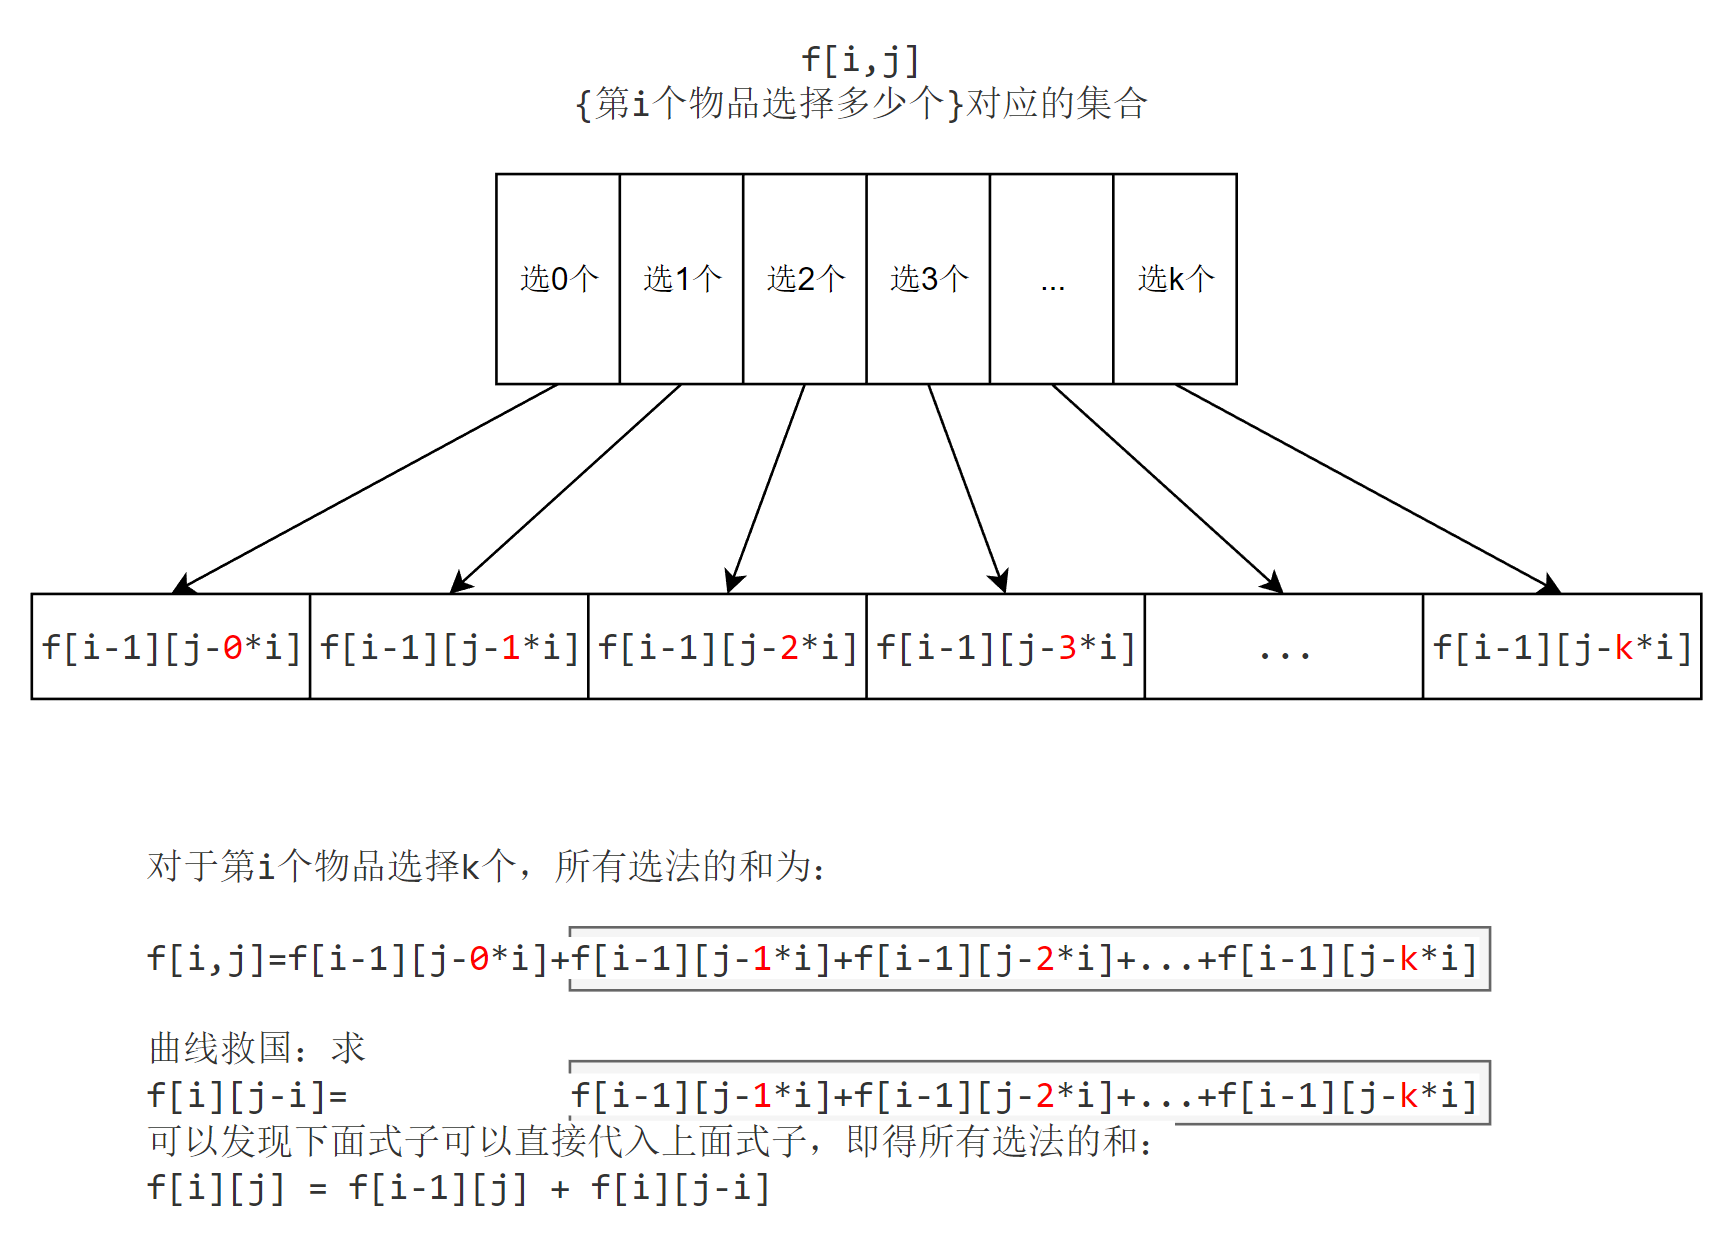 f[i,j]
{第i个物品选择多少个}对应的集合
选0个 选1个 选2个 选3个 ... 选k个
f[i-1][j-0*i] f[i-1][j-1*i] f[i-1][j-2*i] f[i-1][j-3*i] ... f[i-1][j-k*i]
对于第i个物品选择k个，所有选法的和为：
f[i,j]=f[i-1][j-0*i]+f[i-1][j-1*i]+f[i-1][j-2*i]+...+f[i-1][j-k*i]
曲线救国：求
f[i][j-i]= f[i-1][j-1*i]+f[i-1][j-2*i]+...+f[i-1][j-k*i]
可以发现下面式子可以直接代入上面式子，即得所有选法的和：
f[i][j] = f[i-1][j] + f[i][j-i]